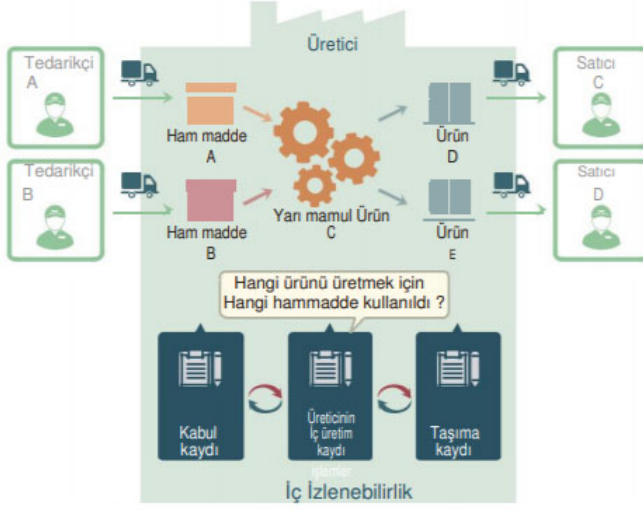 Üretici
Tedarikçi
A
Ham madde
A
Ürün
D
Satıcı
C
Tedarikçi
B
Ham madde
B
Yarı mamul Ürün
C
Ürün
E
Satıcı
D
Hangi ürünü üretmek için
Hangi hammadde kullanıldı ?
Kabul
kaydı
Üreticinin
İç üretim
kaydı
işlemler
Taşıma
kaydı
İç İzlenebilirlik